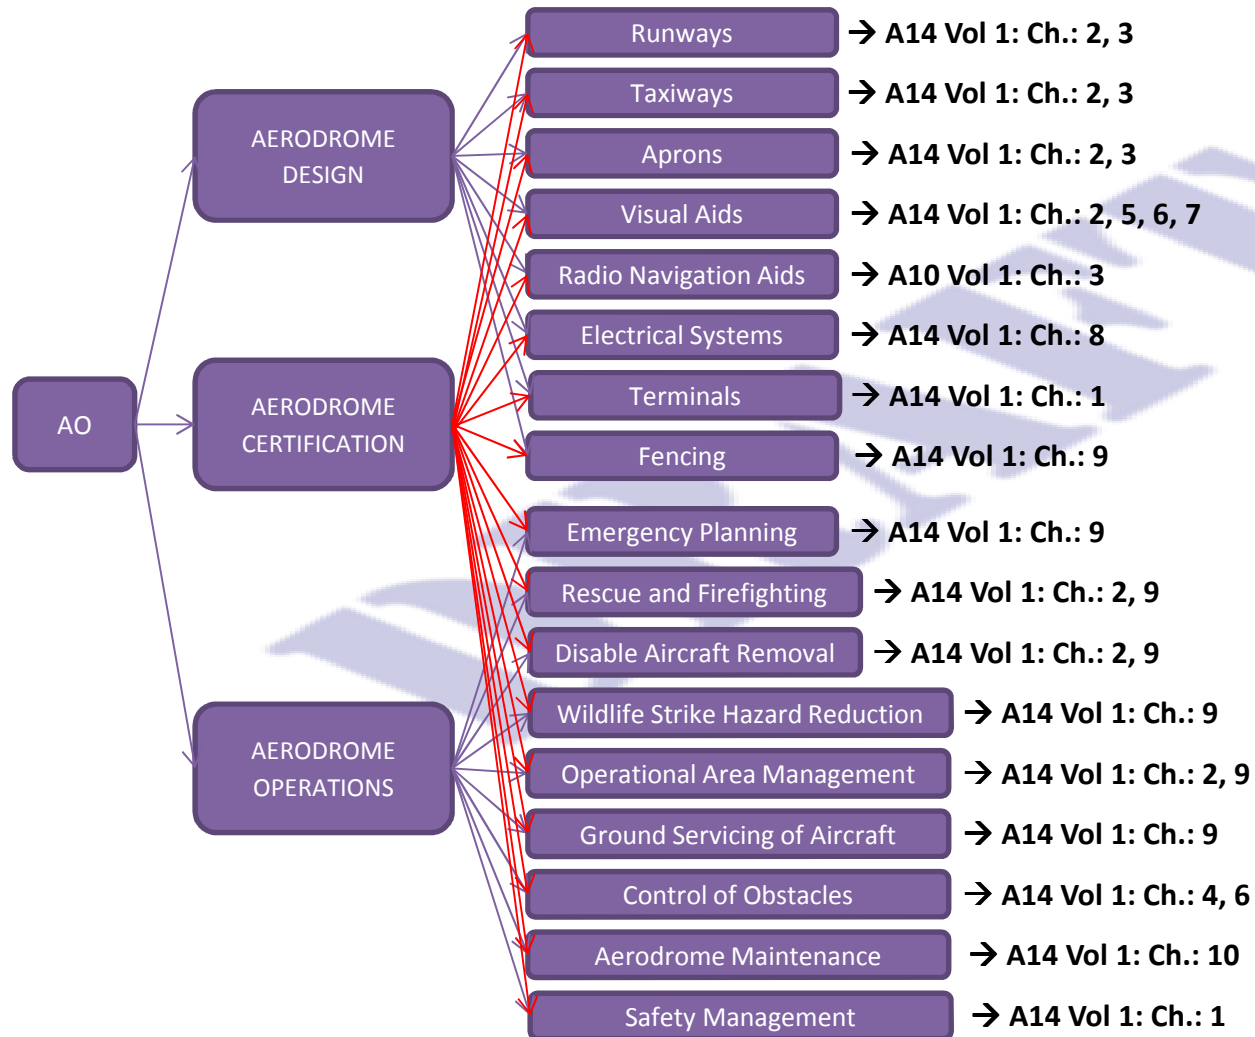 AO
AERODROME
DESIGN
AERODROME
CERTIFICATION
AERODROME
OPERATIONS
Runways → A14 Vol 1: Ch.: 2, 3
Taxiways → A14 Vol 1: Ch.: 2, 3
Aprons → A14 Vol 1: Ch.: 2, 3
Visual Aids → A14 Vol 1: Ch.: 2, 5, 6, 7
Radio Navigation Aids → A10 Vol 1: Ch.: 3
Electrical Systems → A14 Vol 1: Ch.: 8
Terminals → A14 Vol 1: Ch.: 1
Fencing → A14 Vol 1: Ch.: 9
Emergency Planning → A14 Vol 1: Ch.: 9
Rescue and Firefighting → A14 Vol 1: Ch.: 2, 9
Disable Aircraft Removal → A14 Vol 1: Ch.: 2, 9
Wildlife Strike Hazard Reduction → A14 Vol 1: Ch.: 9
Operational Area Management → A14 Vol 1: Ch.: 2, 9
Ground Servicing of Aircraft → A14 Vol 1: Ch.: 9
Control of Obstacles → A14 Vol 1: Ch.: 4, 6
Aerodrome Maintenance → A14 Vol 1: Ch.: 10
Safety Management → A14 Vol 1: Ch.: 1